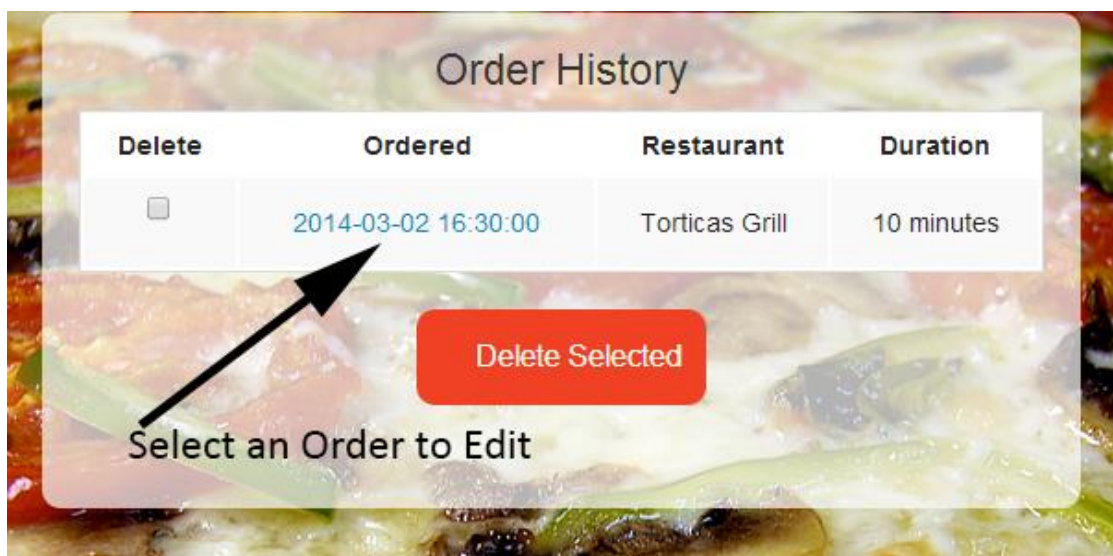 Order History
Delete Ordered Restaurant Duration
2014-03-02 16:30:00 Torticas Grill 10 minutes
Delete Selected
Select an Order to Edit